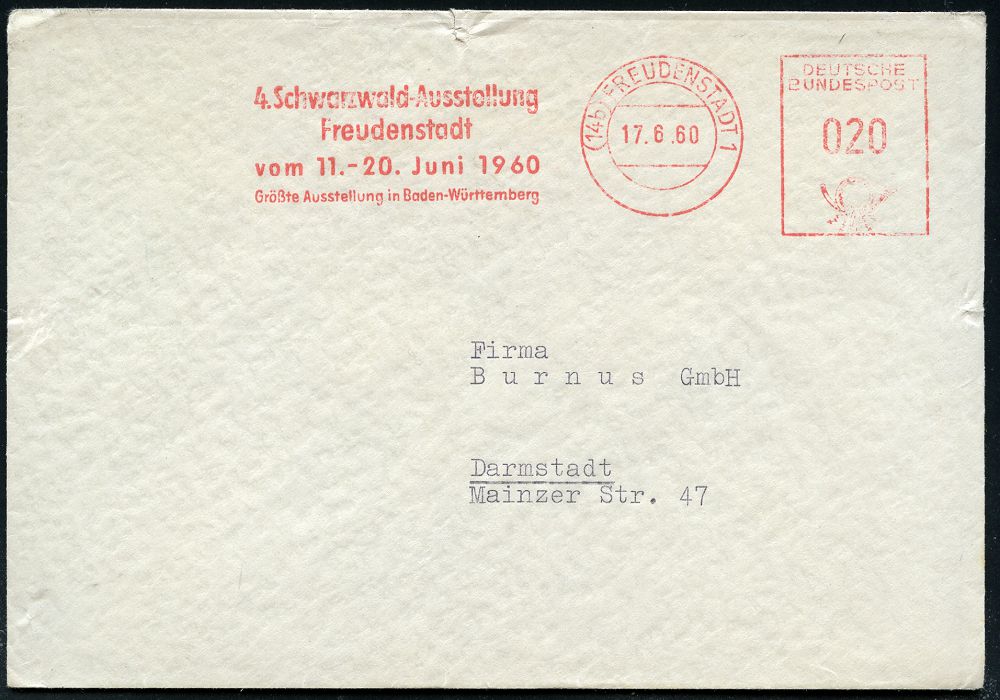 4. Schwarzwald-Ausstellung
Freudenstadt
vom 11.-20. Juni 1960
Größte Ausstellung in Baden-Württemberg
(14b) FREUDENSTADT 1
17.6.60
DEUTSCHE
BUNDESPOST
020
Firma
B u r n u s GmbH
Darmstadt
Mainzer Str. 47